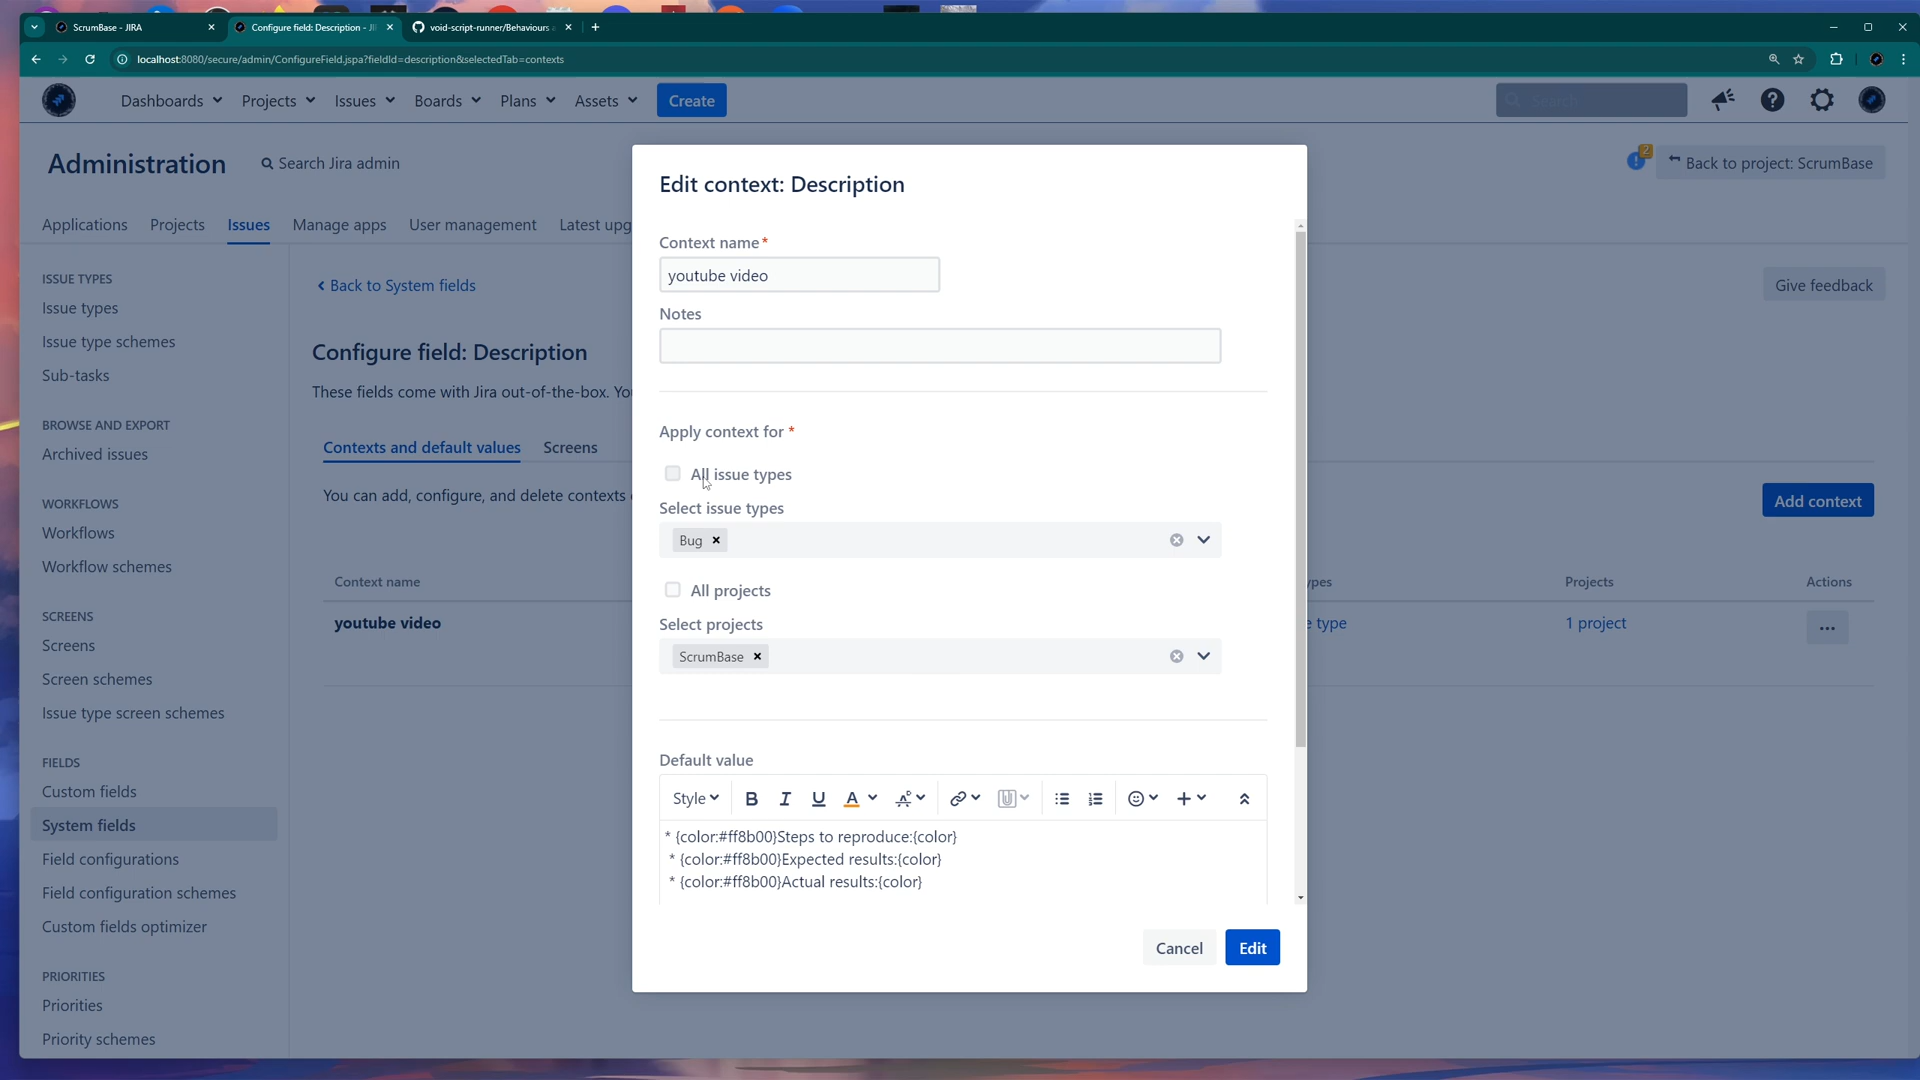 ScrumBase - JIRA
Configure field: Description - JI
void-script-runner/Behaviours
localhost:8080/secure/admin/ConfigureField.jspa?fieldId=description&selectedTab=contexts
Dashboards Projects Issues Boards Plans Assets Create Search
Administration Search Jira admin 2 Back to project: ScrumBase
Applications Projects Issues Manage apps User management Latest upg
ISSUE TYPES
Issue types
Issue type schemes
Sub-tasks
BROWSE AND EXPORT
Archived issues
WORKFLOWS
Workflows
Workflow schemes
SCREENS
Screens
Screen schemes
Issue type screen schemes
FIELDS
Custom fields
System fields
Field configurations
Field configuration schemes
Custom fields optimizer
PRIORITIES
Priorities
Priority schemes
Back to System fields
Give feedback
Configure field: Description
These fields come with Jira out-of-the-box. Yo
Contexts and default values Screens
You can add, configure, and delete contexts
Add context
Context name ypes Projects Actions
youtube video e type 1 project
Edit context: Description
Context name*
youtube video
Notes
Apply context for *
All issue types
Select issue types
Bug
All projects
Select projects
ScrumBase
Default value
Style B I U A
* {color:#ff8b00}Steps to reproduce:{color}
* {color:#ff8b00}Expected results:{color}
* {color:#ff8b00}Actual results:{color}
Cancel Edit